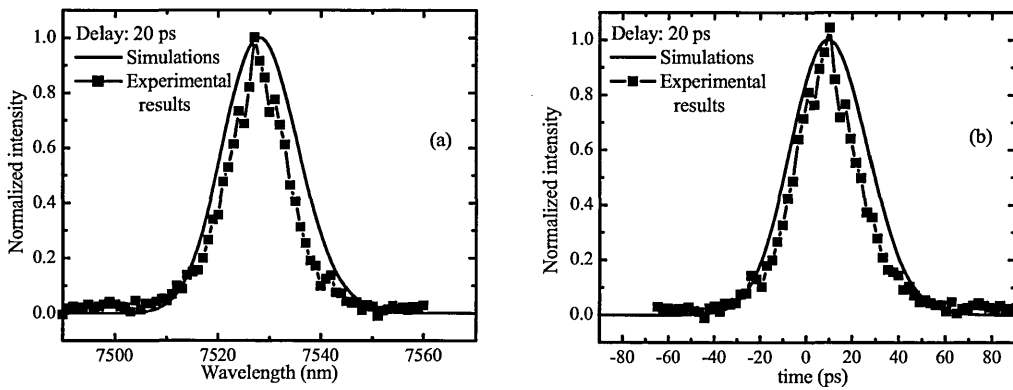 Delay: 20 ps
Simulations
Experimental
results
(a)
Normalized intensity
1.0
0.8
0.6
0.4
0.2
0.0
7500
7520
7540
7560
Wavelength (nm)
Delay: 20 ps
Simulations
Experimental
results
(b)
Normalized intensity
1.0
0.8
0.6
0.4
0.2
0.0
-80
-60
-40
-20
0
20
40
60
80
time (ps)